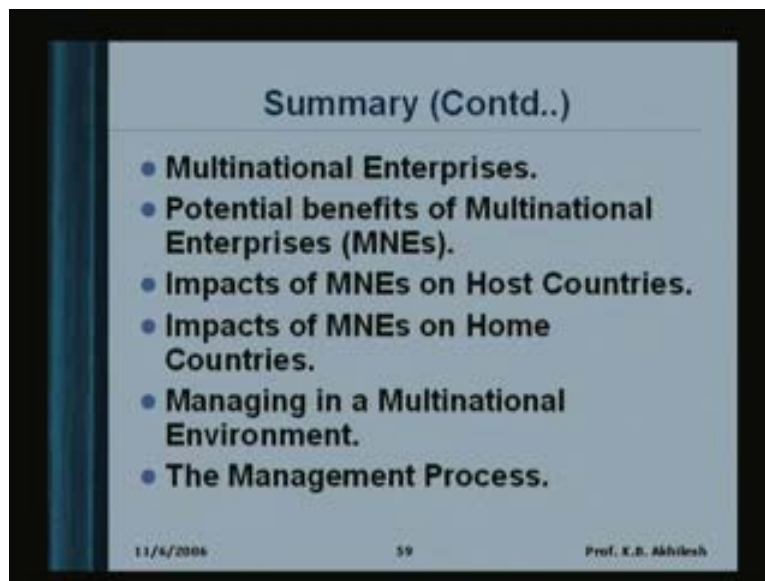 Summary (Contd..)
Multinational Enterprises.
Potential benefits of Multinational
Enterprises (MNEs).
Impacts of MNEs on Host Countries.
Impacts of MNEs on Home
Countries.
Managing in a Multinational
Environment.
The Management Process.
11/6/2006 59 Prof. K.B. Akhilesh